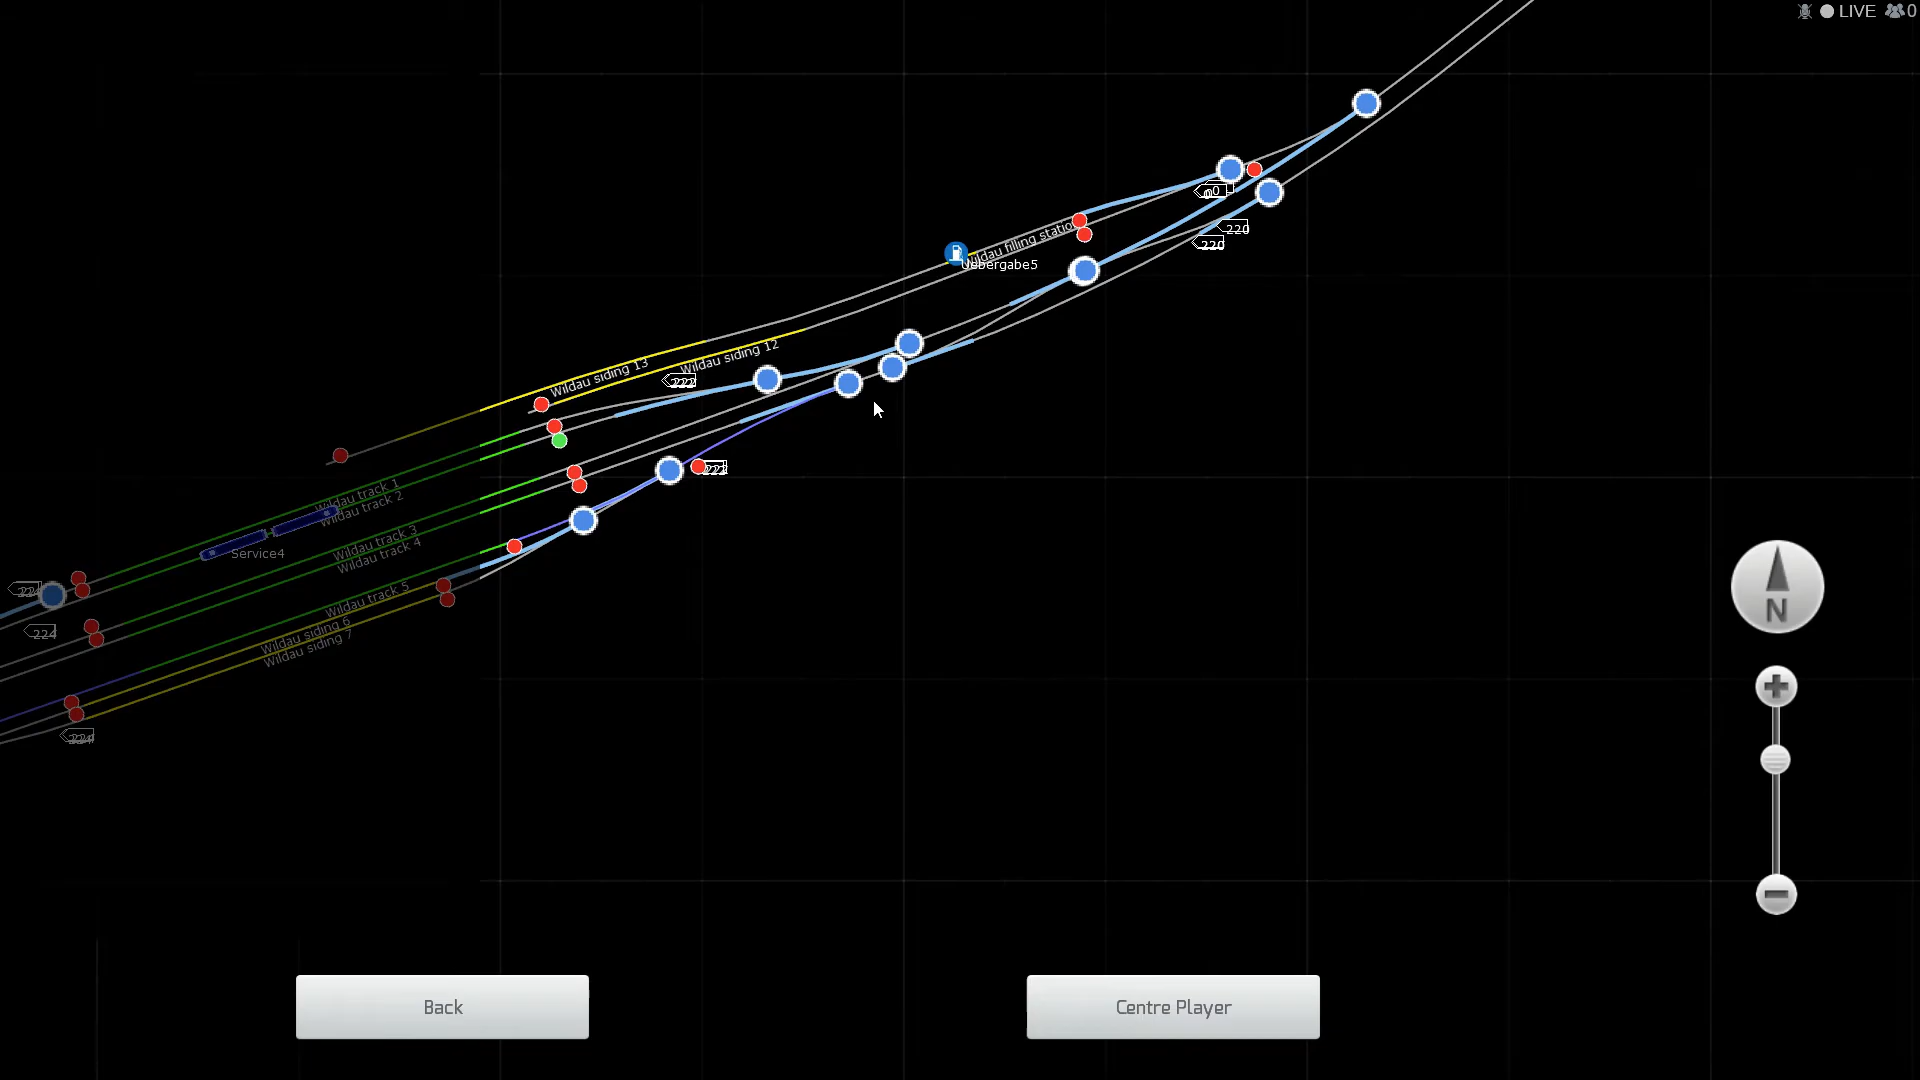 LIVE 0
220
220
Wildau filling statio
Uebergabe5
Wildau siding 12
Wildau siding 13
222
222
Wildau track 1
Wildau track 2
Wildau track 3
Wildau track 4
Service4
Wildau track 5
Wildau siding 6
Wildau siding 7
224
224
N
Back
Centre Player